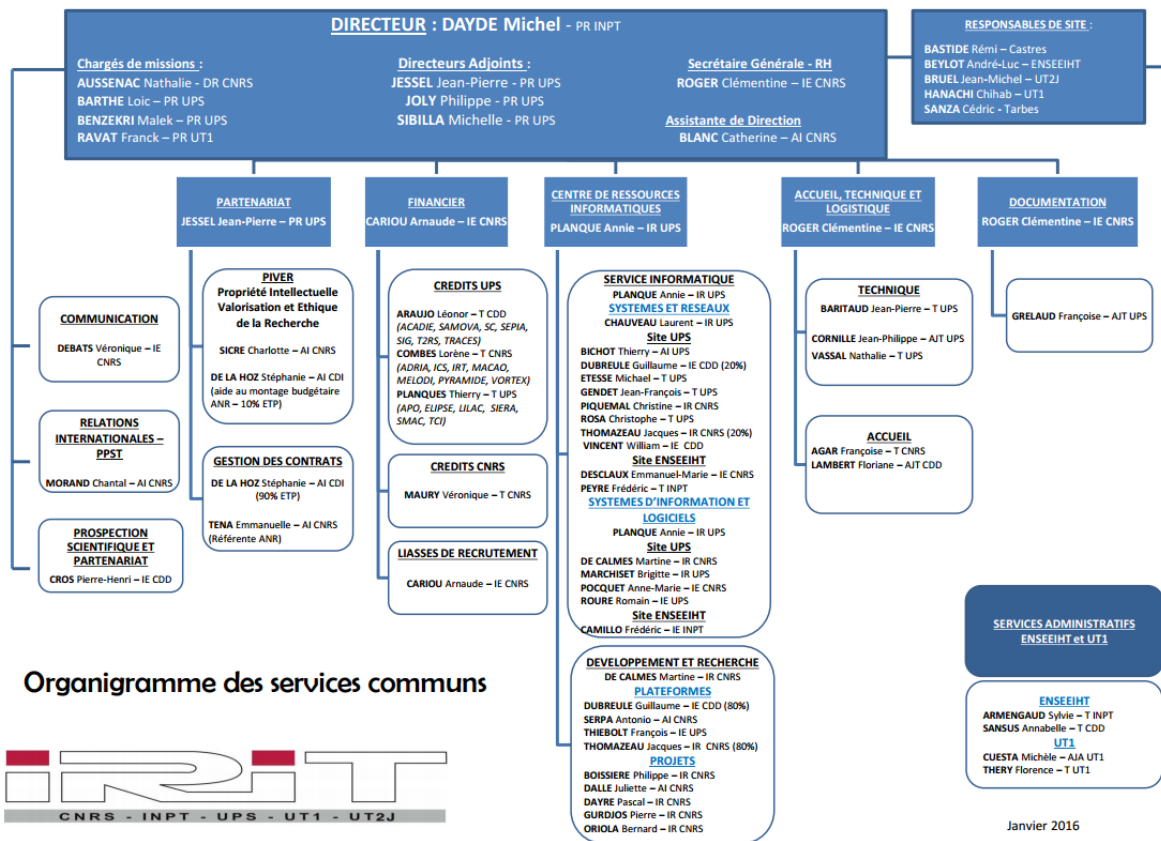 DIRECTEUR : DAYDE Michel - PR INPT
Chargés de missions :
AUSSENAC Nathalie - DR CNRS
BARTHE Loic – PR UPS
BENZEKRI Malek – PR UPS
RAVAT Franck – PR UT1
Directeurs Adjoints :
JESSEL Jean-Pierre – PR UPS
JOLY Philippe - PR UPS
SIBILLA Michelle - PR UPS
Secrétaire Générale - RH
ROGER Clémentine – IE CNRS
Assistante de Direction
BLANC Catherine – AI CNRS
RESPONSABLES DE SITE :
BASTIDE Rémi – Castres
BEYLOT André-Luc – ENSEEIHT
BRUEL Jean-Michel – UT2J
HANACHI Chihab – UT1
SANZA Cédric - Tarbes
PARTENARIAT
JESSEL Jean-Pierre – PR UPS
FINANCIER
CARIOU Arnaude – IE CNRS
CENTRE DE RESSOURCES
INFORMATIQUES
PLANQUE Annie – IR UPS
ACCUEIL, TECHNIQUE ET
LOGISTIQUE
ROGER Clémentine – IE CNRS
DOCUMENTATION
ROGER Clémentine – IE CNRS
COMMUNICATION
DEBATS Véronique – IE
CNRS
RELATIONS
INTERNATIONALES –
PPST
MORAND Chantal – AI CNRS
PROSPECTION
SCIENTIFIQUE ET
PARTENARIAT
CROS Pierre-Henri – IE CDD
PIVER
Propriété Intellectuelle
Valorisation et Ethique
de la Recherche
SICRE Charlotte – AI CNRS
DE LA HOZ Stéphanie – AI CDI
(aide au montage budgétaire
ANR – 10% ETP)
GESTION DES CONTRATS
DE LA HOZ Stéphanie – AI CDI
(90% ETP)
TENA Emmanuelle – AI CNRS
(Référente ANR)
CREDITS UPS
ARAUJO Léonor – T CDD
(ACADIE, SAMOVA, SC, SEPIA,
SIG, T2RS, TRACES)
COMBES Lorène – T CNRS
(ADRIA, ICS, IRT, MACAO,
MELODI, PYRAMIDE, VORTEX)
PLANQUES Thierry – T UPS
(APO, ELIPSE, LILAC, SIERA,
SMAC, TCI)
CREDITS CNRS
MAURY Véronique – T CNRS
LIASSES DE RECRUTEMENT
CARIOU Arnaude – IE CNRS
SERVICE INFORMATIQUE
PLANQUE Annie – IR UPS
SYSTEMES ET RESEAUX
CHAUVEAU Laurent – IR UPS
Site UPS
BICHOT Thierry – AI UPS
DUBREULE Guillaume – IE CDD (20%)
ETESSE Michael – T UPS
GENDET Jean-François – T UPS
PIQUEMAL Christine – IR CNRS
ROSA Christophe – T UPS
THOMAZEAU Jacques – IR CNRS (20%)
VINCENT William – IE CDD
Site ENSEEIHT
DESCLAUX Emmanuel-Marie – IE CNRS
PEYRE Frédéric – T INPT
SYSTEMES D'INFORMATION ET
LOGICIELS
PLANQUE Annie – IR UPS
Site UPS
DE CALMES Martine – IR CNRS
MARCHISET Brigitte – IR UPS
POCQUET Anne-Marie – IE CNRS
ROURE Romain – IE UPS
Site ENSEEIHT
CAMILLO Frédéric – IE INPT
DEVELOPPEMENT ET RECHERCHE
DE CALMES Martine – IR CNRS
PLATEFORMES
DUBREULE Guillaume – IE CDD (80%)
SERPA Antonio – AI CNRS
THIEBOLT François – IE UPS
THOMAZEAU Jacques – IR CNRS (80%)
PROJETS
BOISSIERE Philippe – IR CNRS
DALLE Juliette – AI CNRS
DAYRE Pascal – IR CNRS
GURDJOS Pierre – IR CNRS
ORIOLA Bernard – IR CNRS
TECHNIQUE
BARITAUD Jean-Pierre – T UPS
CORNILLE Jean-Philippe – AJT UPS
VASSAL Nathalie – T UPS
ACCUEIL
AGAR Françoise – T CNRS
LAMBERT Floriane – AJT CDD
GRELAUD Françoise – AJT UPS
SERVICES ADMINISTRATIFS
ENSEEIHT et UT1
ENSEEIHT
ARMENGAUD Sylvie – T INPT
SANSUS Annabelle – T CDD
UT1
CUESTA Michèle – AJA UT1
THERY Florence – T UT1
Organigramme des services communs
iRiT
CNRS - INPT - UPS - UT1 - UT2J
Janvier 2016